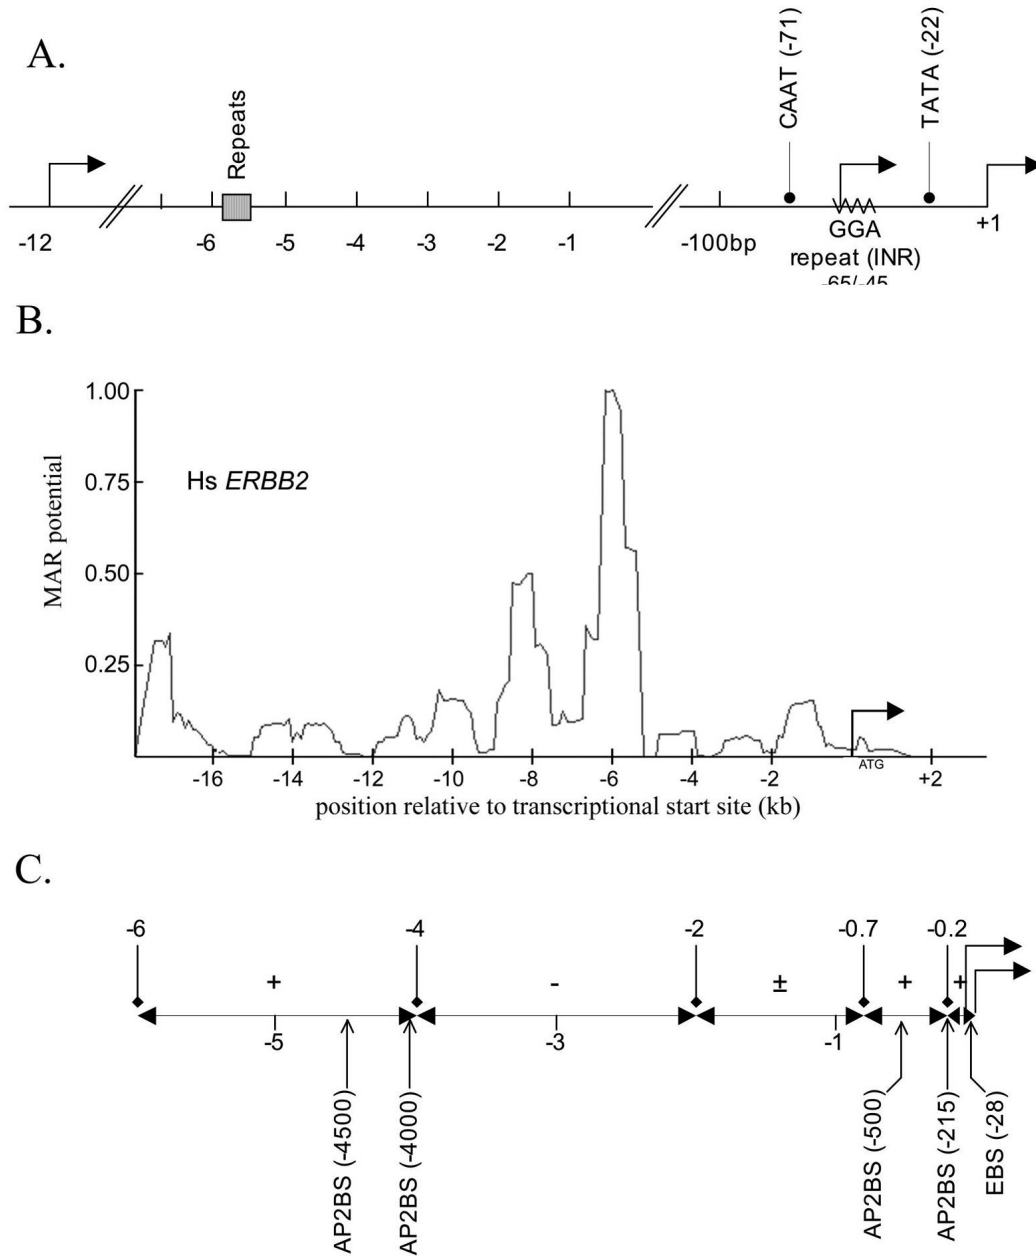 A.
Repeats
CAAT (-71)
TATA (-22)
-12
-6
-5
-4
-3
-2
-1
-100bp
GGA
repeat (INR)
-65/-45
+1
B.
1.00
0.75
0.50
0.25
MAR potential
Hs ERBB2
ATG
-16
-14
-12
-10
-8
-6
-4
-2
+2
position relative to transcriptional start site (kb)
C.
-6
-4
-2
-0.7
-0.2
+
-
±
+
+
-5
-3
-1
AP2BS (-4500)
AP2BS (-4000)
AP2BS (-500)
AP2BS (-215)
EBS (-28)